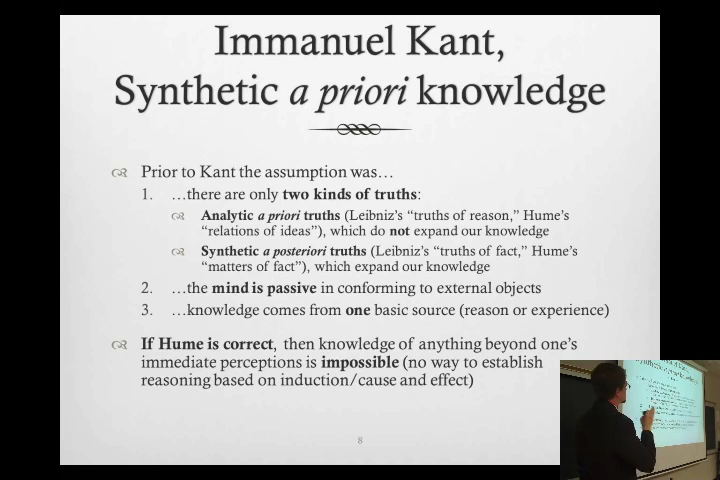 Immanuel Kant,
Synthetic a priori knowledge
Prior to Kant the assumption was…
1. …there are only two kinds of truths:
Analytic a priori truths (Leibniz's “truths of reason,” Hume's
“relations of ideas”), which do not expand our knowledge
Synthetic a posteriori truths (Leibniz's “truths of fact,” Hume's
“matters of fact”), which expand our knowledge
2. …the mind is passive in conforming to external objects
3. …knowledge comes from one basic source (reason or experience)
If Hume is correct, then knowledge of anything beyond one's
immediate perceptions is impossible (no way to establish
reasoning based on induction/cause and effect)
8